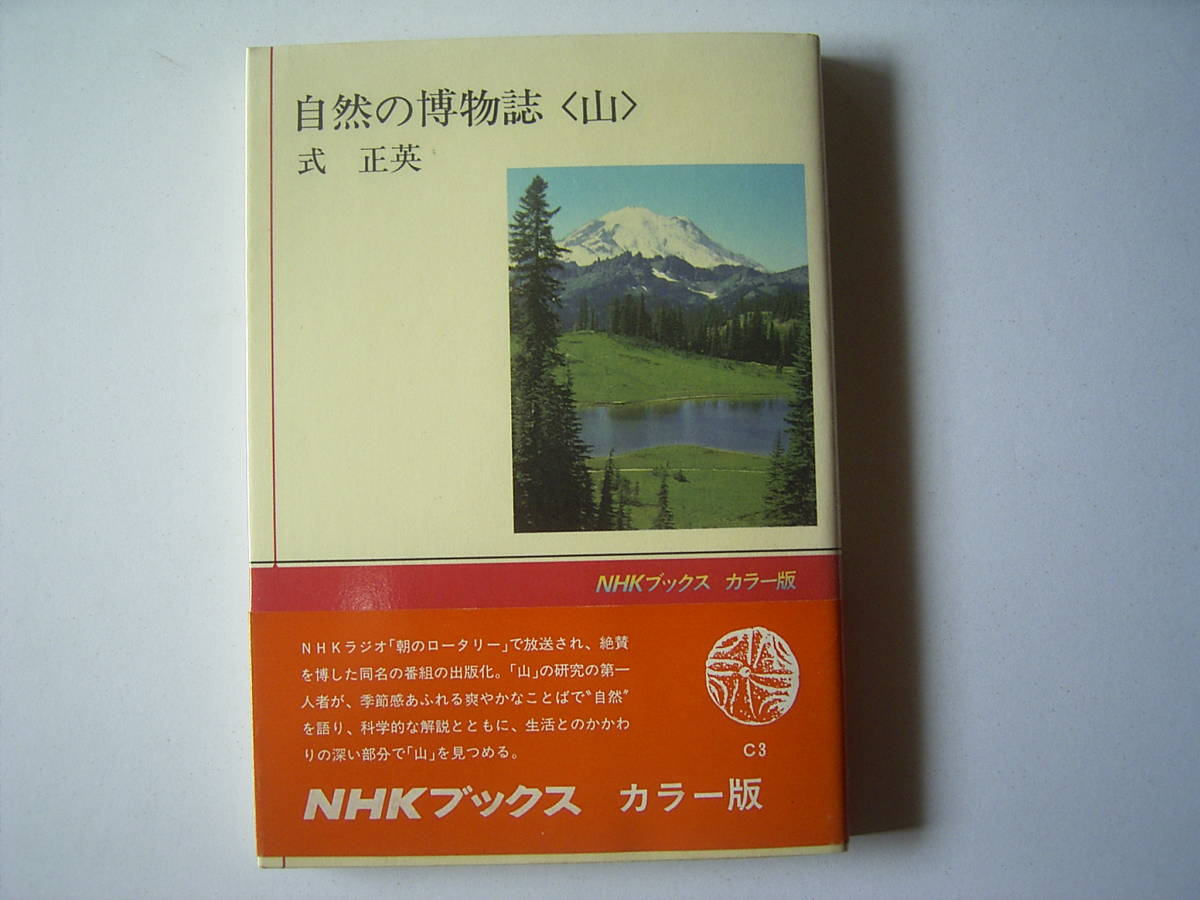 自然の博物誌〈山〉
式 正英
NHKブックス カラー版
NHKラジオ「朝のロータリー」で放送され、絶賛
を博した同名の番組の出版化。「山」の研究の第一
人者が、季節感あふれる爽やかなことばで〝自然〟
を語り、科学的な解説とともに、生活とのかかわ
りの深い部分で「山」を見つめる。
C3
NHKブックス カラー版